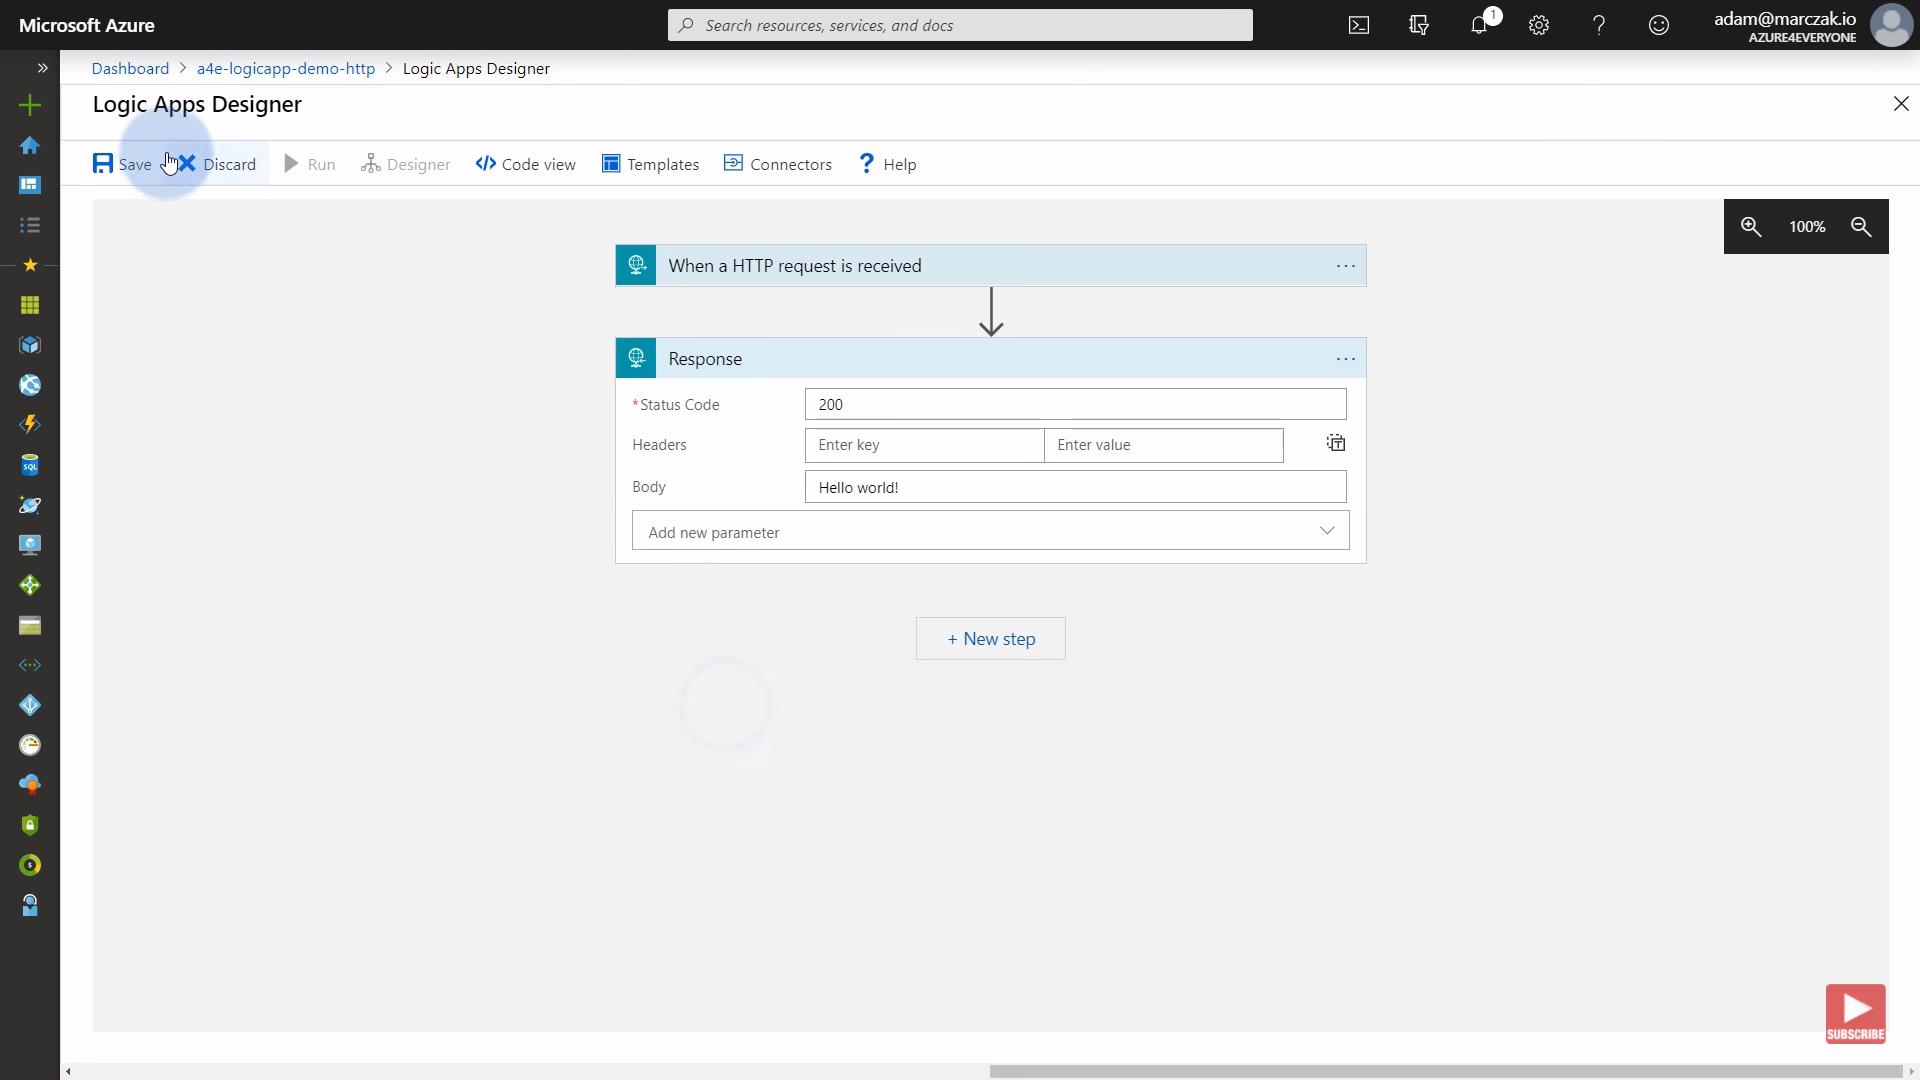 Microsoft Azure
Search resources, services, and docs
1
adam@marczak.io
AZURE4EVERYONE
Dashboard > a4e-logicapp-demo-http > Logic Apps Designer
Logic Apps Designer
Save Discard Run Designer Code view Templates Connectors Help
100%
When a HTTP request is received
Response
*Status Code 200
Headers Enter key Enter value
Body Hello world!
Add new parameter
+ New step
SUBSCRIBE